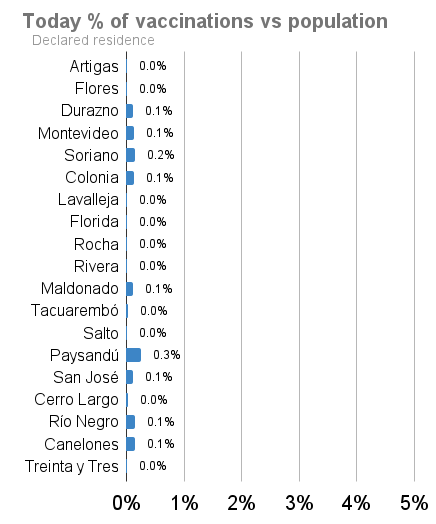 Today % of vaccinations vs population
Declared residence
Artigas 0.0%
Flores 0.0%
Durazno 0.1%
Montevideo 0.1%
Soriano 0.2%
Colonia 0.1%
Lavalleja 0.0%
Florida 0.0%
Rocha 0.0%
Rivera 0.0%
Maldonado 0.1%
Tacuarembó 0.0%
Salto 0.0%
Paysandú 0.3%
San José 0.1%
Cerro Largo 0.0%
Río Negro 0.1%
Canelones 0.1%
Treinta y Tres 0.0%
0% 1% 2% 3% 4% 5%